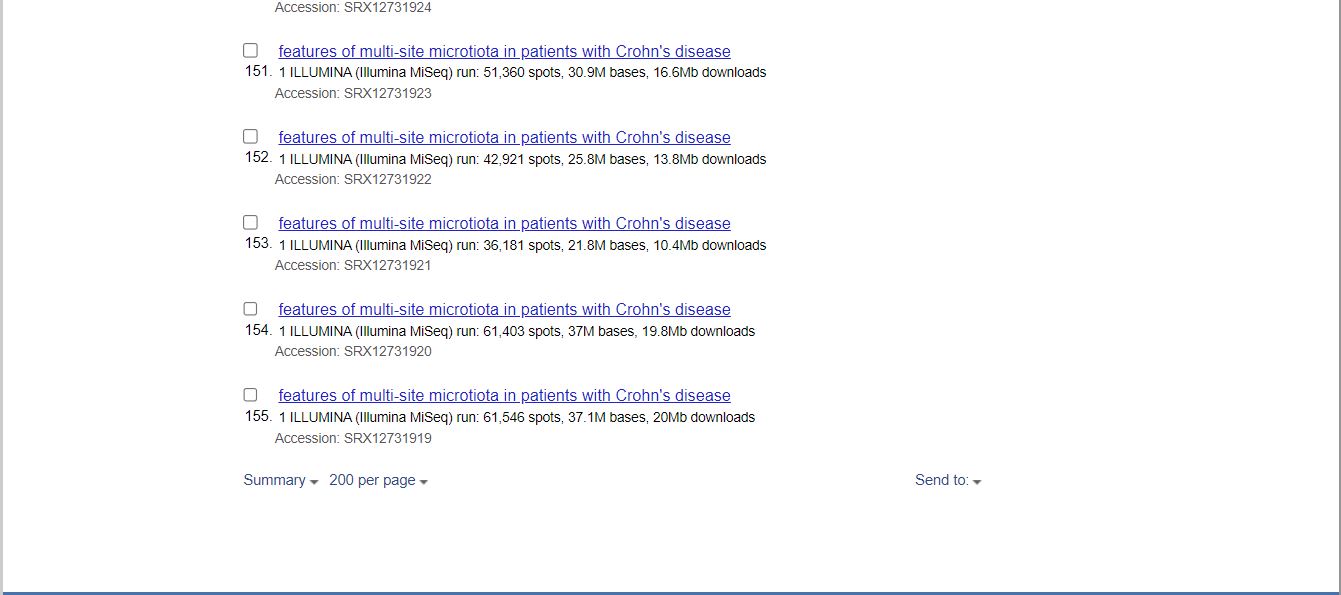 Accession: SRX12731924
features of multi-site microtiota in patients with Crohn's disease
151. 1 ILLUMINA (Illumina MiSeq) run: 51,360 spots, 30.9M bases, 16.6Mb downloads
Accession: SRX12731923
features of multi-site microtiota in patients with Crohn's disease
152. 1 ILLUMINA (Illumina MiSeq) run: 42,921 spots, 25.8M bases, 13.8Mb downloads
Accession: SRX12731922
features of multi-site microtiota in patients with Crohn's disease
153. 1 ILLUMINA (Illumina MiSeq) run: 36,181 spots, 21.8M bases, 10.4Mb downloads
Accession: SRX12731921
features of multi-site microtiota in patients with Crohn's disease
154. 1 ILLUMINA (Illumina MiSeq) run: 61,403 spots, 37M bases, 19.8Mb downloads
Accession: SRX12731920
features of multi-site microtiota in patients with Crohn's disease
155. 1 ILLUMINA (Illumina MiSeq) run: 61,546 spots, 37.1M bases, 20Mb downloads
Accession: SRX12731919
Summary 200 per page Send to: